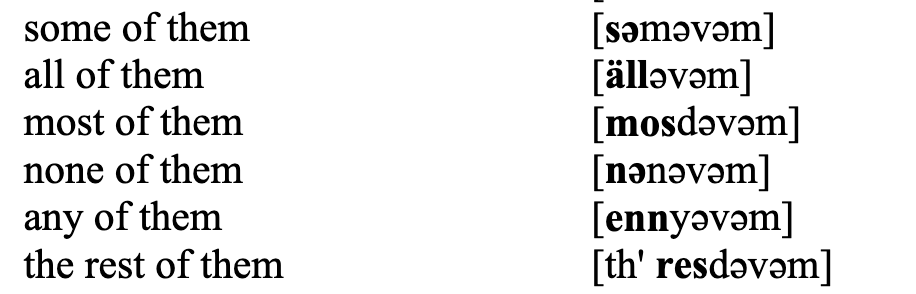 some of them [səməvəm]
all of them [älləvəm]
most of them [mosdəvəm]
none of them [nənəvəm]
any of them [ennyəvəm]
the rest of them [th' resdəvəm]